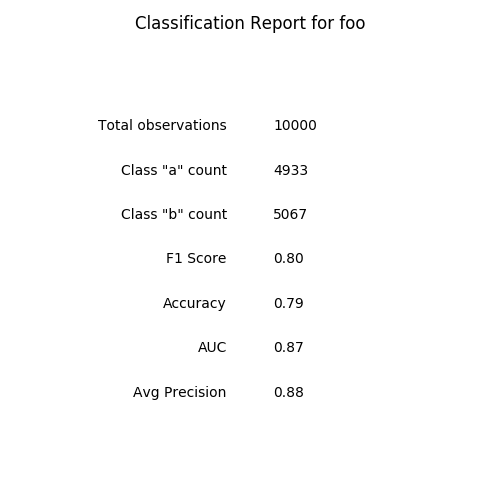 Classification Report for foo
Total observations 10000
Class "a" count 4933
Class "b" count 5067
F1 Score 0.80
Accuracy 0.79
AUC 0.87
Avg Precision 0.88